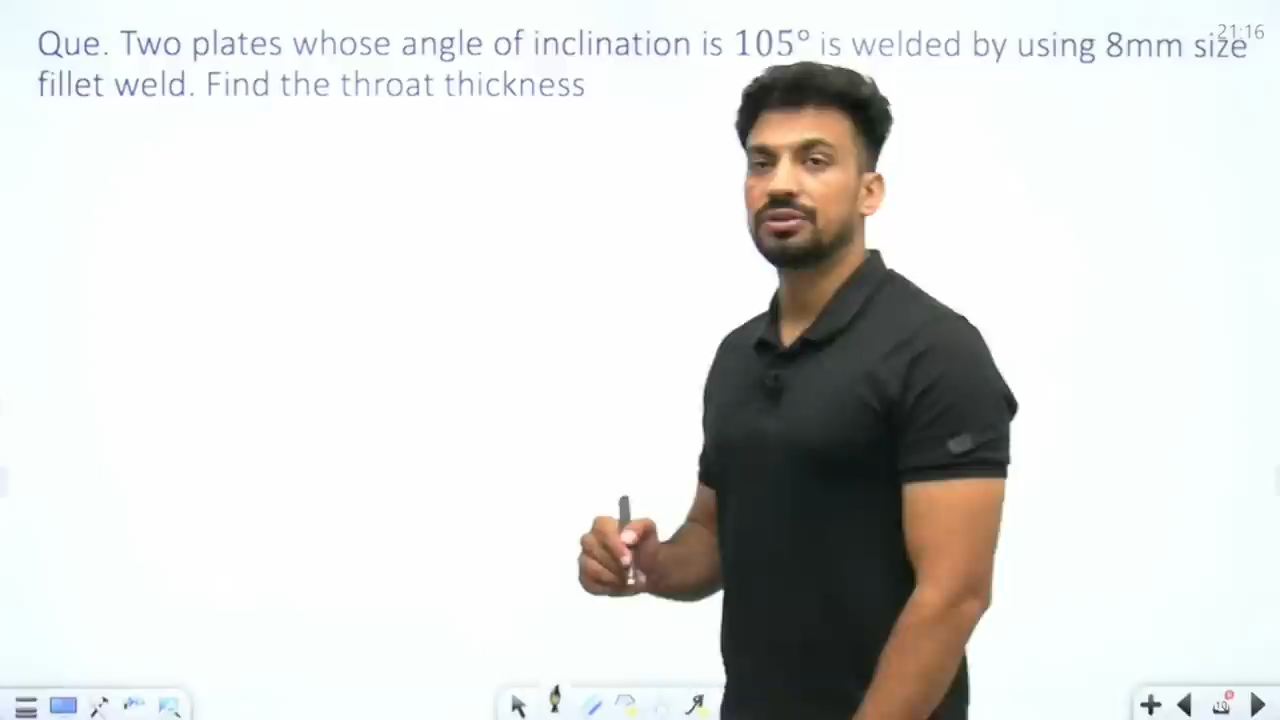 Que. Two plates whose angle of inclination is 105° is welded by using 8mm size
fillet weld. Find the throat thickness
21:16